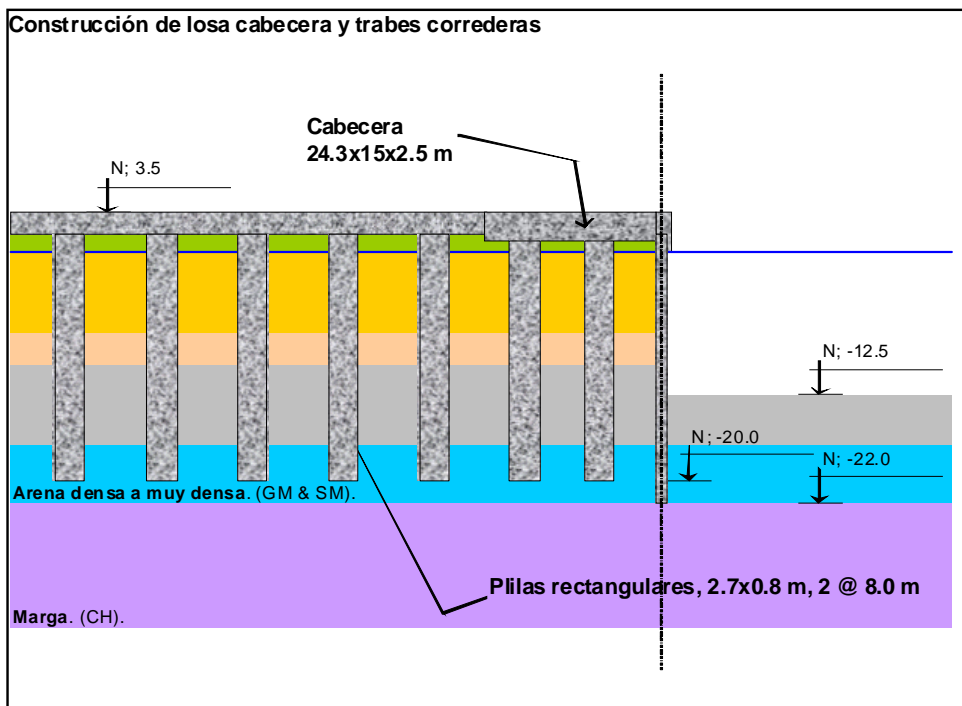 Construcción de losa cabecera y trabes correderas
Cabecera
24.3x15x2.5 m
N; 3.5
N; -12.5
N; -20.0
N; -22.0
Arena densa a muy densa. (GM & SM).
Plilas rectangulares, 2.7x0.8 m, 2 @ 8.0 m
Marga. (CH).